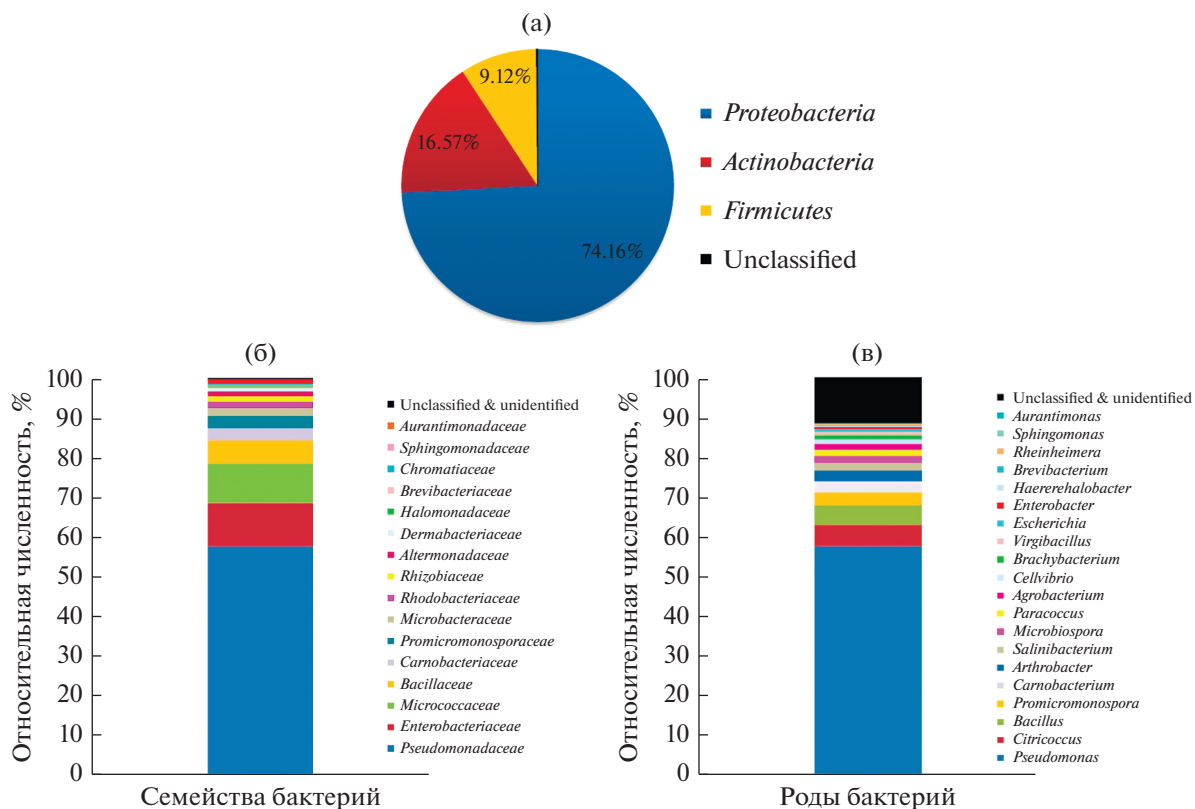 (а)
9.12%
16.57%
74.16%
Proteobacteria
Actinobacteria
Firmicutes
Unclassified
(б)
Относительная численность, %
100
90
80
70
60
50
40
30
20
10
0
Unclassified & unidentified
Aurantimonadaceae
Sphingomonadaceae
Chromatiaceae
Brevibacteriaceae
Halomonadaceae
Dermabacteriaceae
Altermonadaceae
Rhizobiaceae
Rhodobacteriaceae
Microbacteraceae
Promicromonosporaceae
Carnobacteriaceae
Bacillaceae
Micrococcaceae
Enterobacteriaceae
Pseudomonadaceae
Семейства бактерий
(в)
Относительная численность, %
100
90
80
70
60
50
40
30
20
10
0
Unclassified & unidentified
Aurantimonas
Sphingomonas
Rheinheimera
Brevibacterium
Haererehalobacter
Enterobacter
Escherichia
Virgibacillus
Brachybacterium
Cellvibrio
Agrobacterium
Paracoccus
Microbiospora
Salinibacterium
Arthrobacter
Carnobacterium
Promicromonospora
Bacillus
Citricoccus
Pseudomonas
Роды бактерий